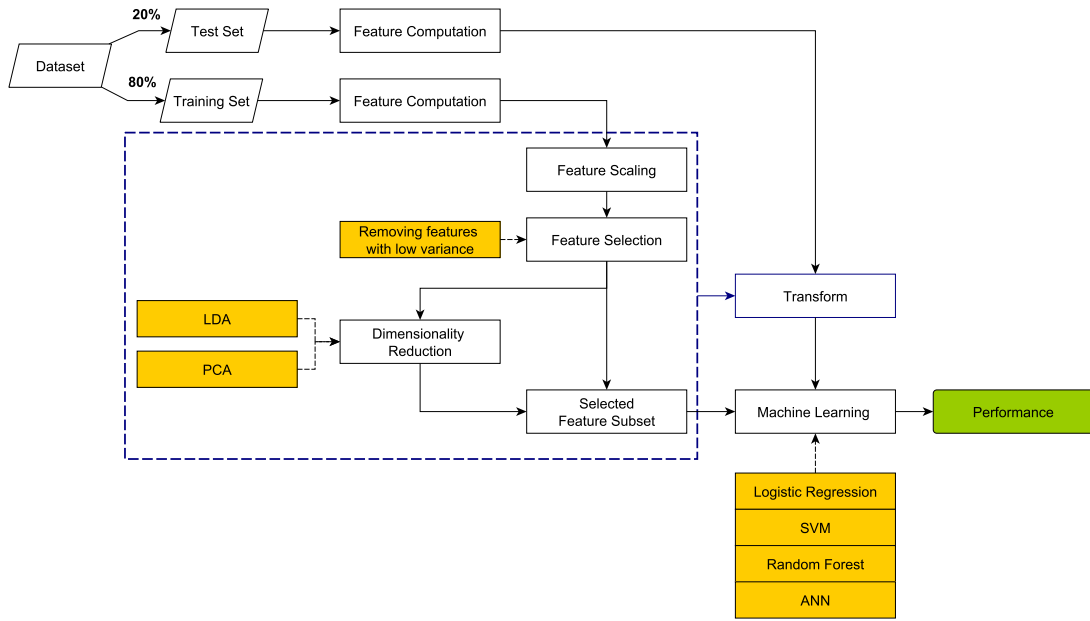 20%
Test Set
Feature Computation
Dataset
80%
Training Set
Feature Computation
Feature Scaling
Removing features
with low variance
Feature Selection
LDA
PCA
Dimensionality
Reduction
Transform
Selected
Feature Subset
Machine Learning
Performance
Logistic Regression
SVM
Random Forest
ANN